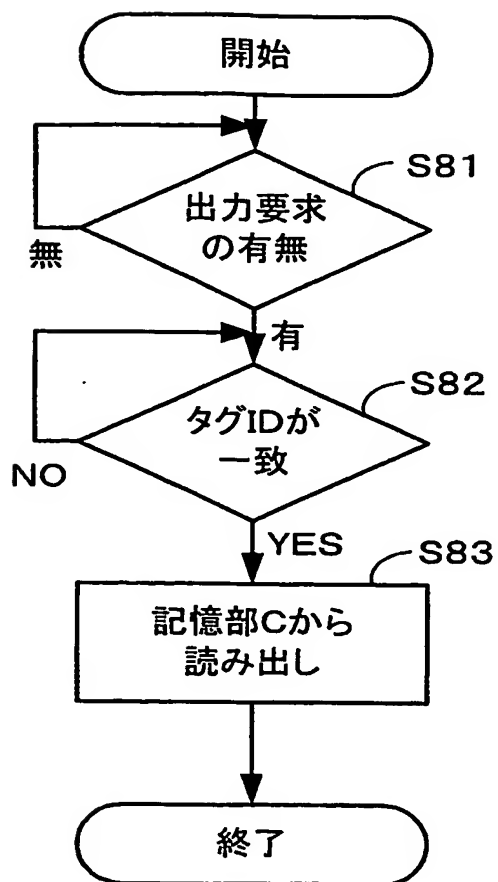 開始
S81
出力要求
の有無
無
有
S82
タグIDが
一致
NO
YES
S83
記憶部Cから
読み出し
終了